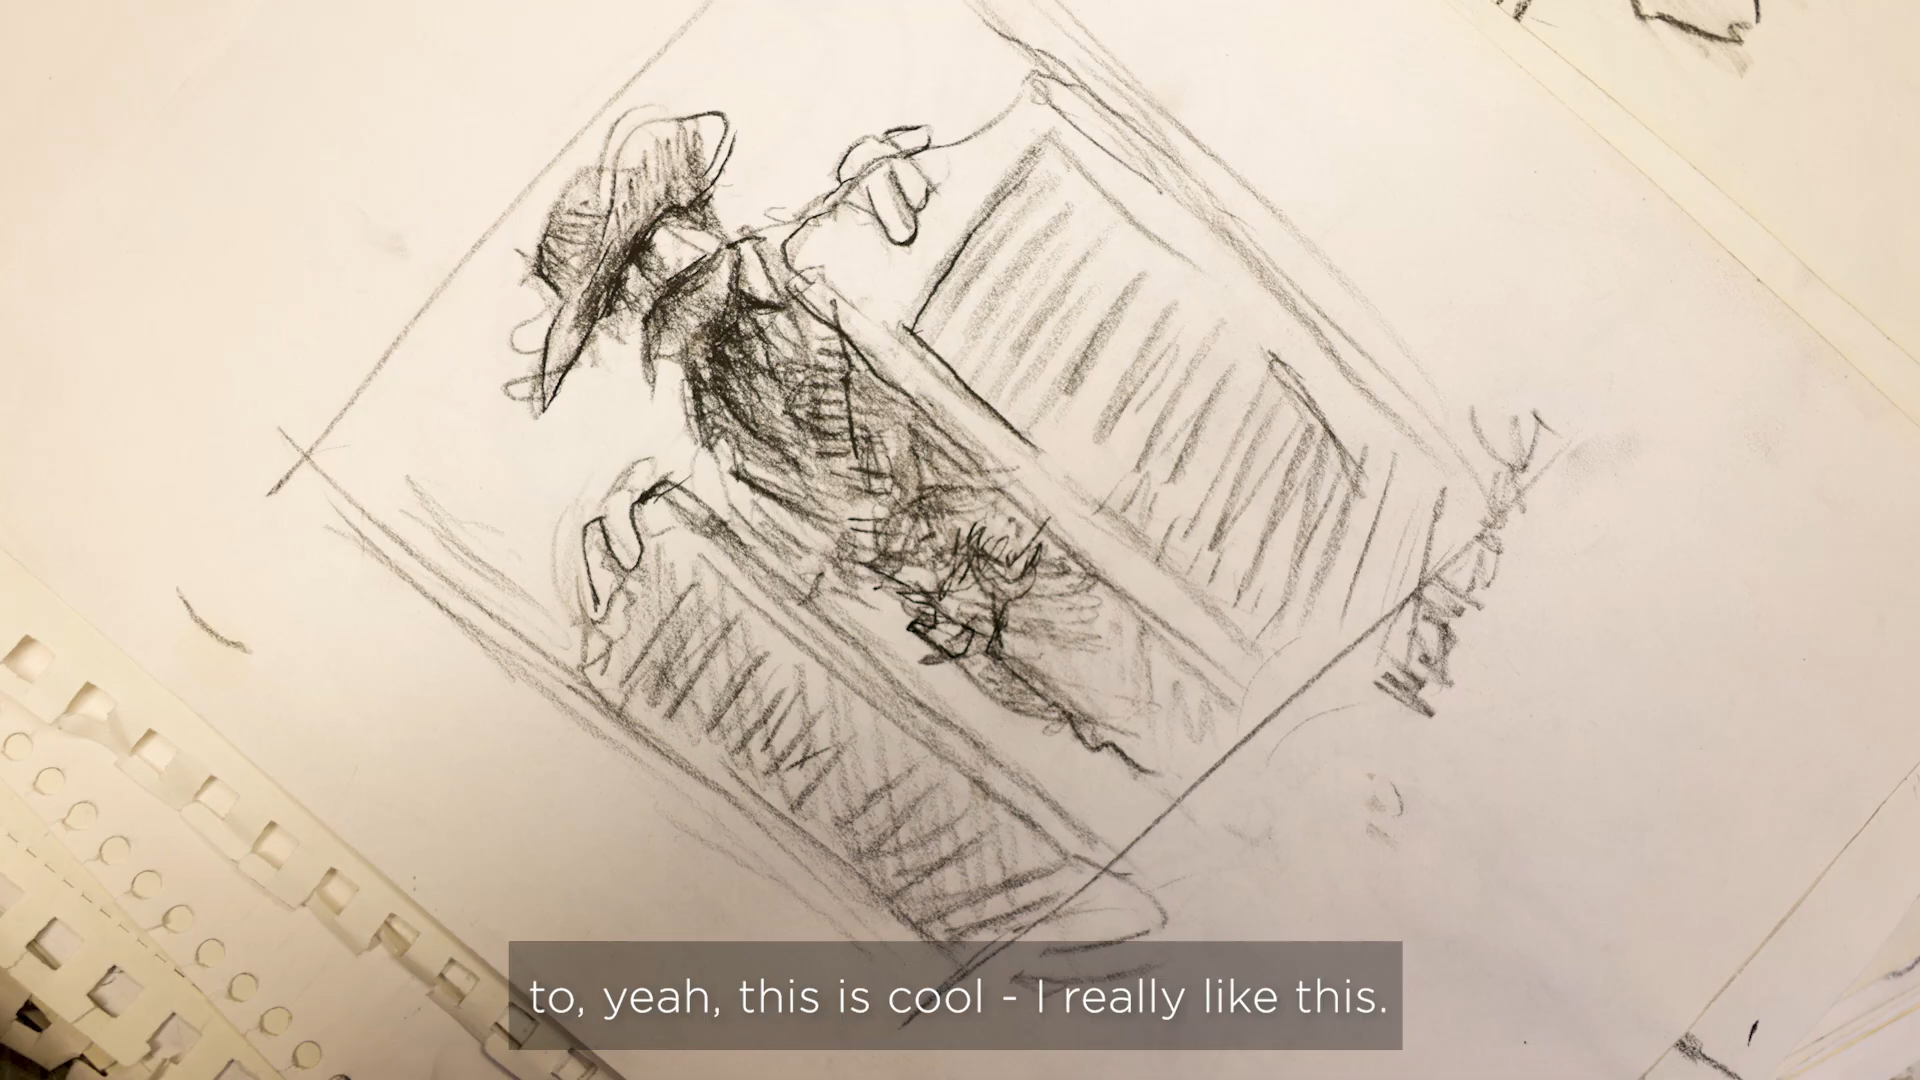 to, yeah, this is cool - I really like this.